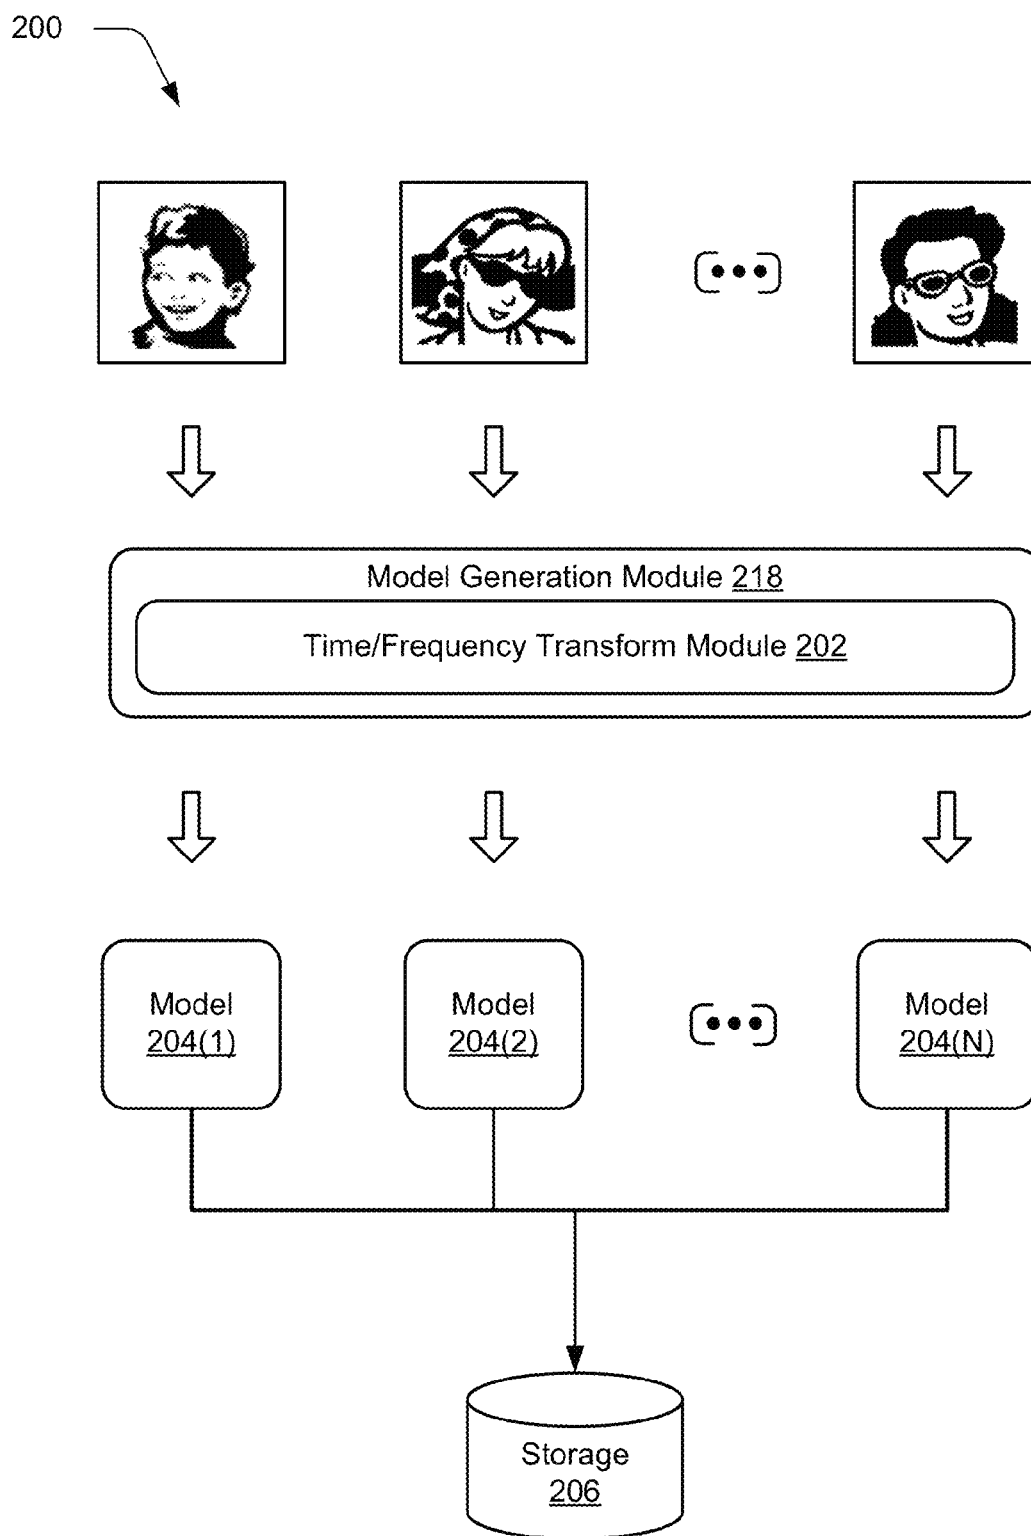 200
Model Generation Module 218
Time/Frequency Transform Module 202
Model
204(1)
Model
204(2)
Model
204(N)
Storage
206